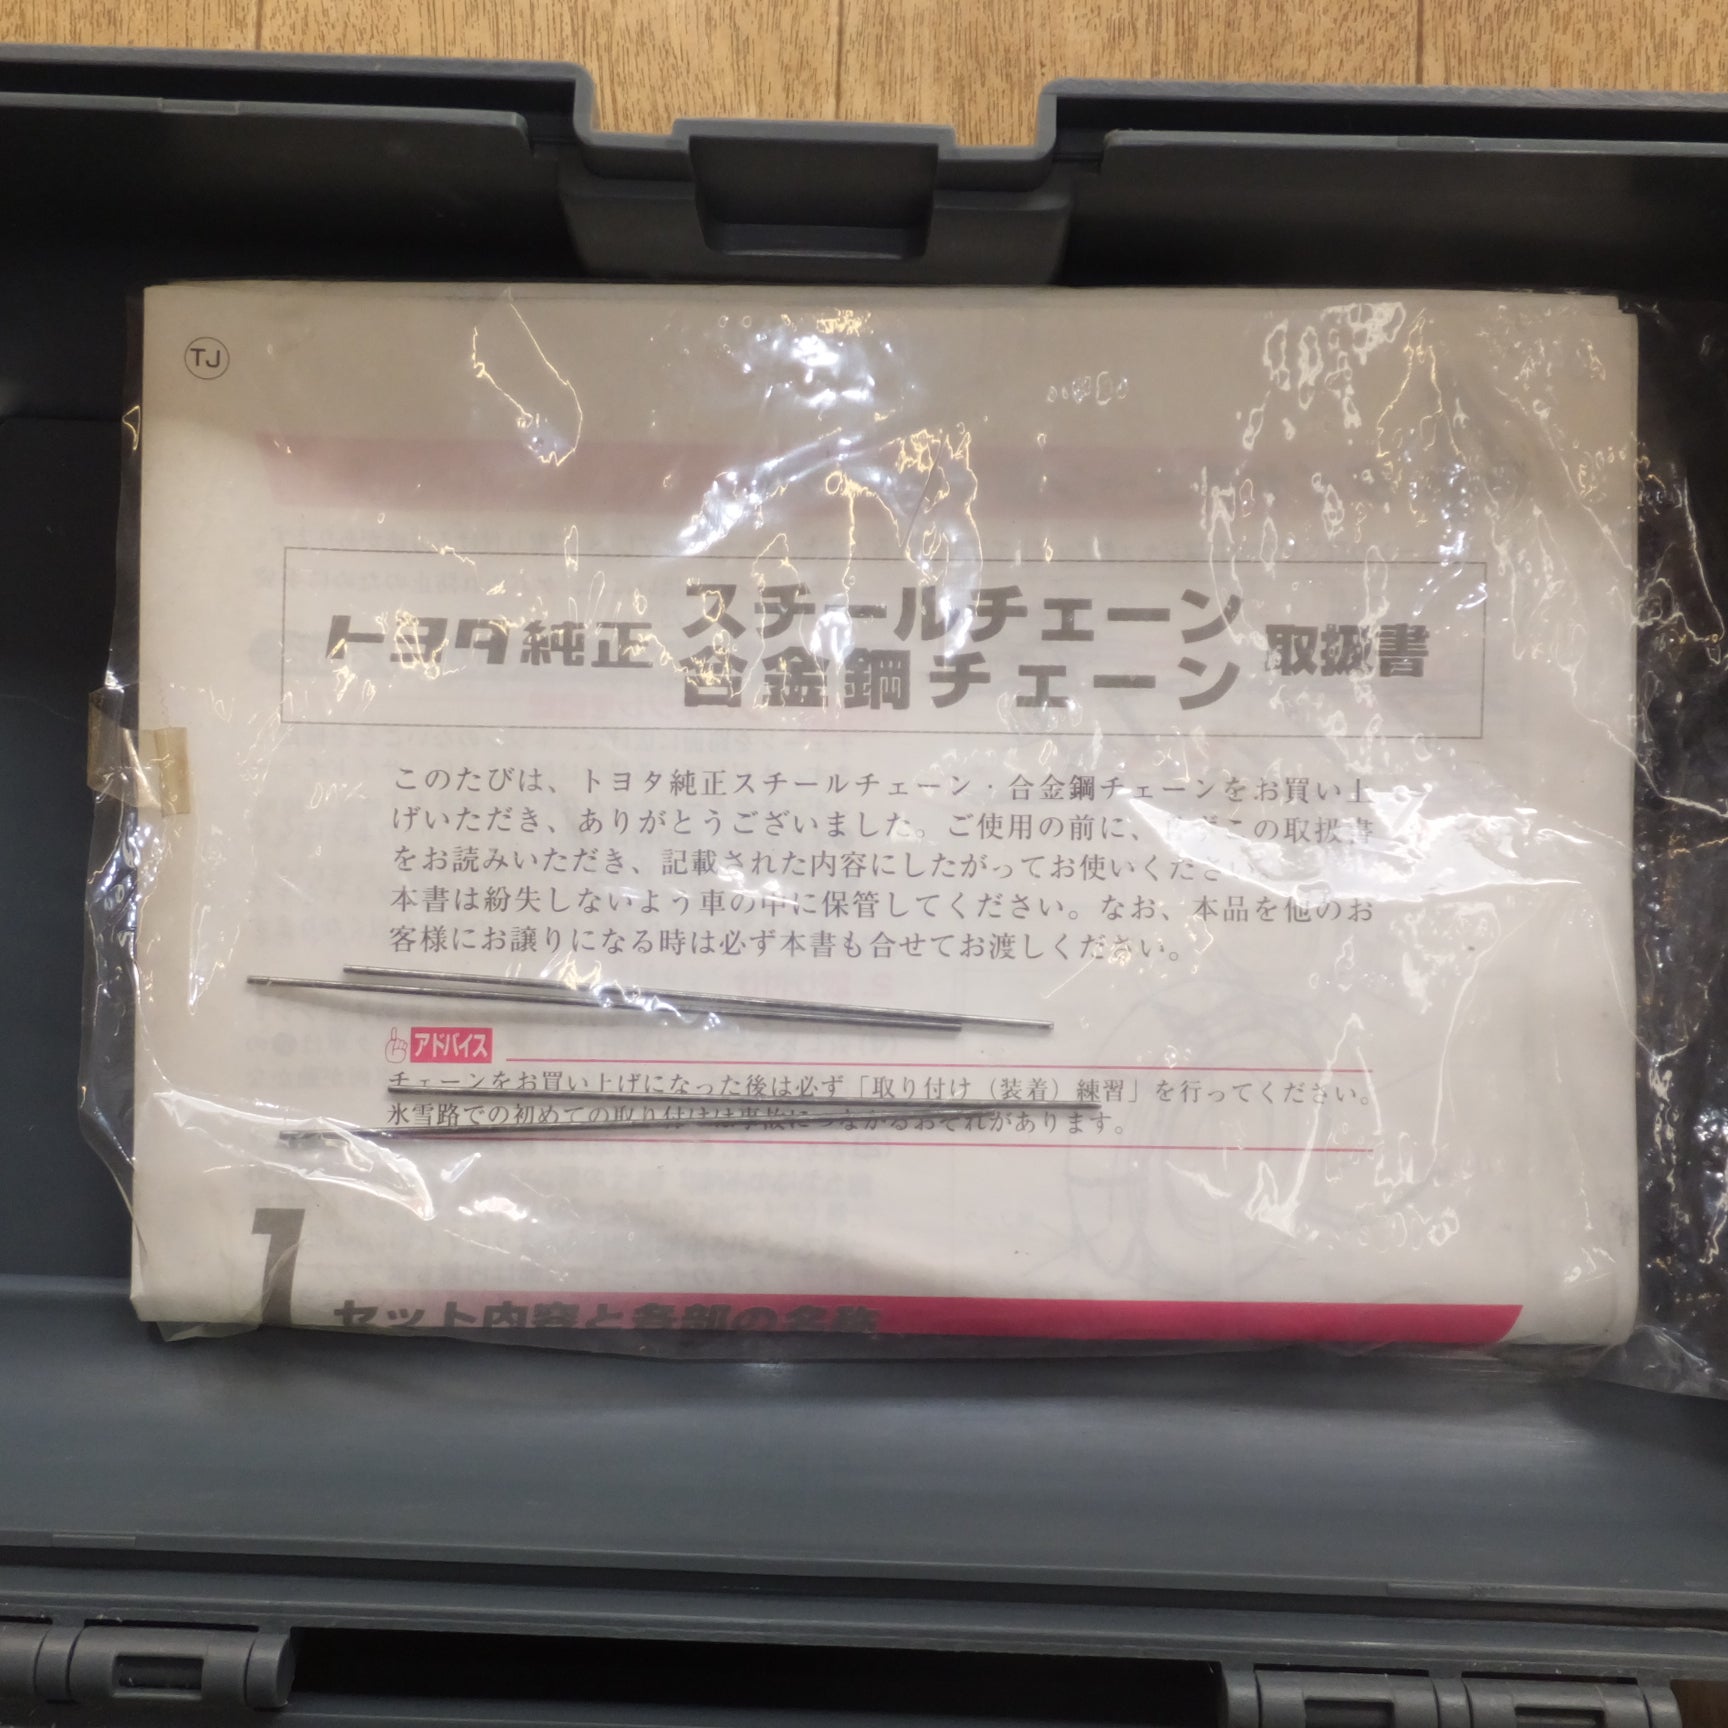 TJ
トヨタ純正 スチールチェーン 取扱書
合金鋼チェーン
このたびは、トヨタ純正スチールチェーン・合金鋼チェーンをお買い上
げいただき、ありがとうございました。ご使用の前に、必ずこの取扱書
をお読みいただき、記載された内容にしたがってお使いください。
本書は紛失しないよう車の中に保管してください。なお、本品を他のお
客様にお譲りになる時は必ず本書も合せてお渡しください。
アドバイス
チェーンをお買い上げになった後は必ず「取り付け（装着）練習」を行ってください。
氷雪路での初めての取り付けは事故につながるおそれがあります。
1 セット内容と各部の名称